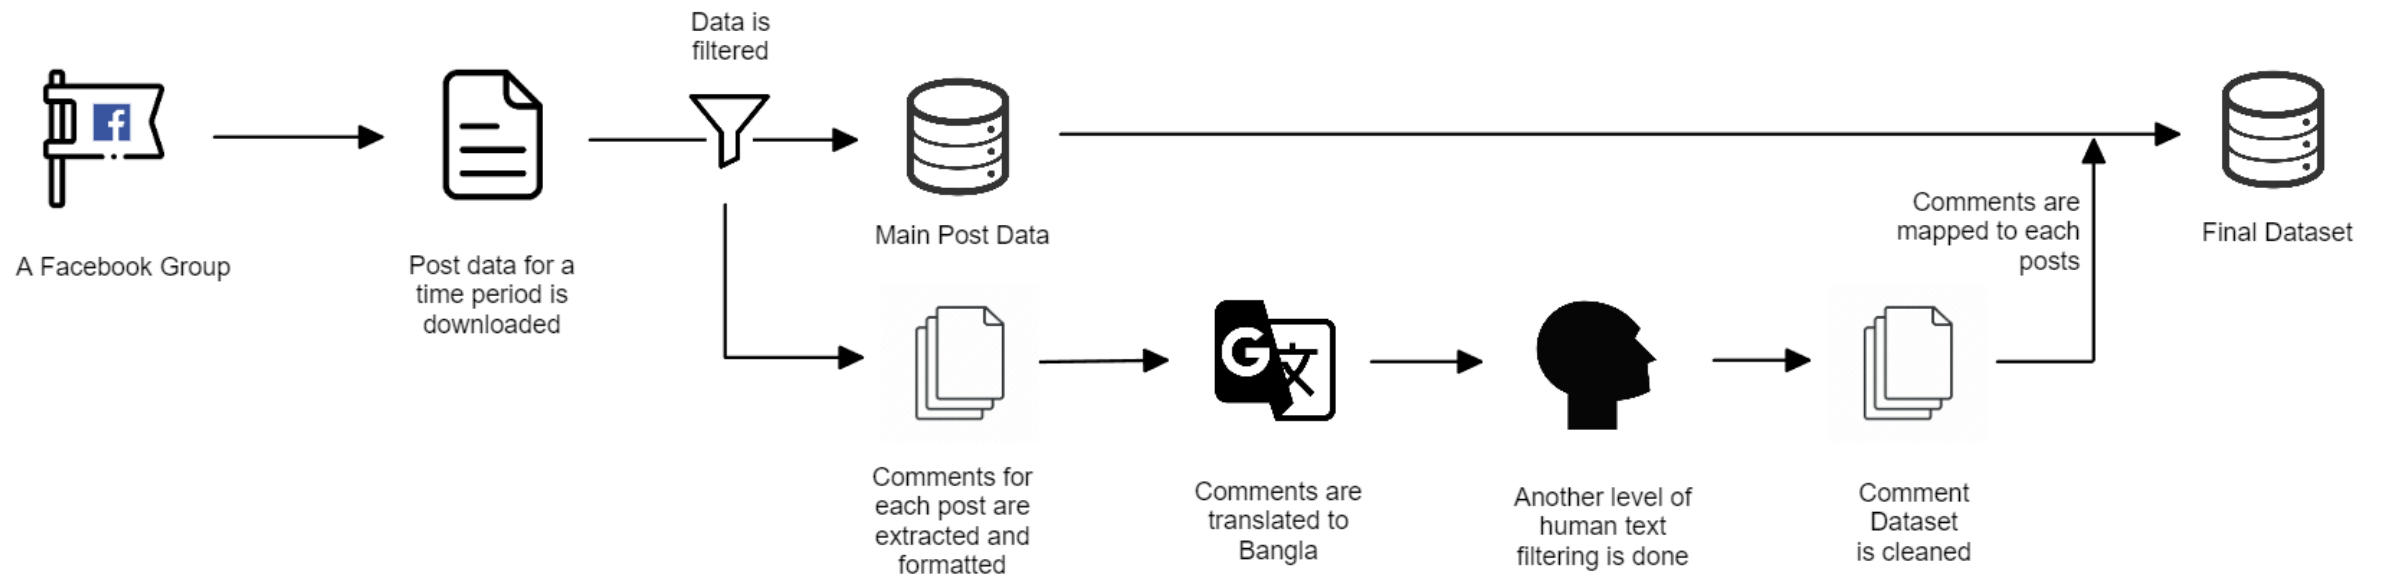 Data is
filtered
A Facebook Group
Post data for a
time period is
downloaded
Main Post Data
Comments are
mapped to each
posts
Final Dataset
Comments for
each post are
extracted and
formatted
G 文
Comments are
translated to
Bangla
Another level of
human text
filtering is done
Comment
Dataset
is cleaned